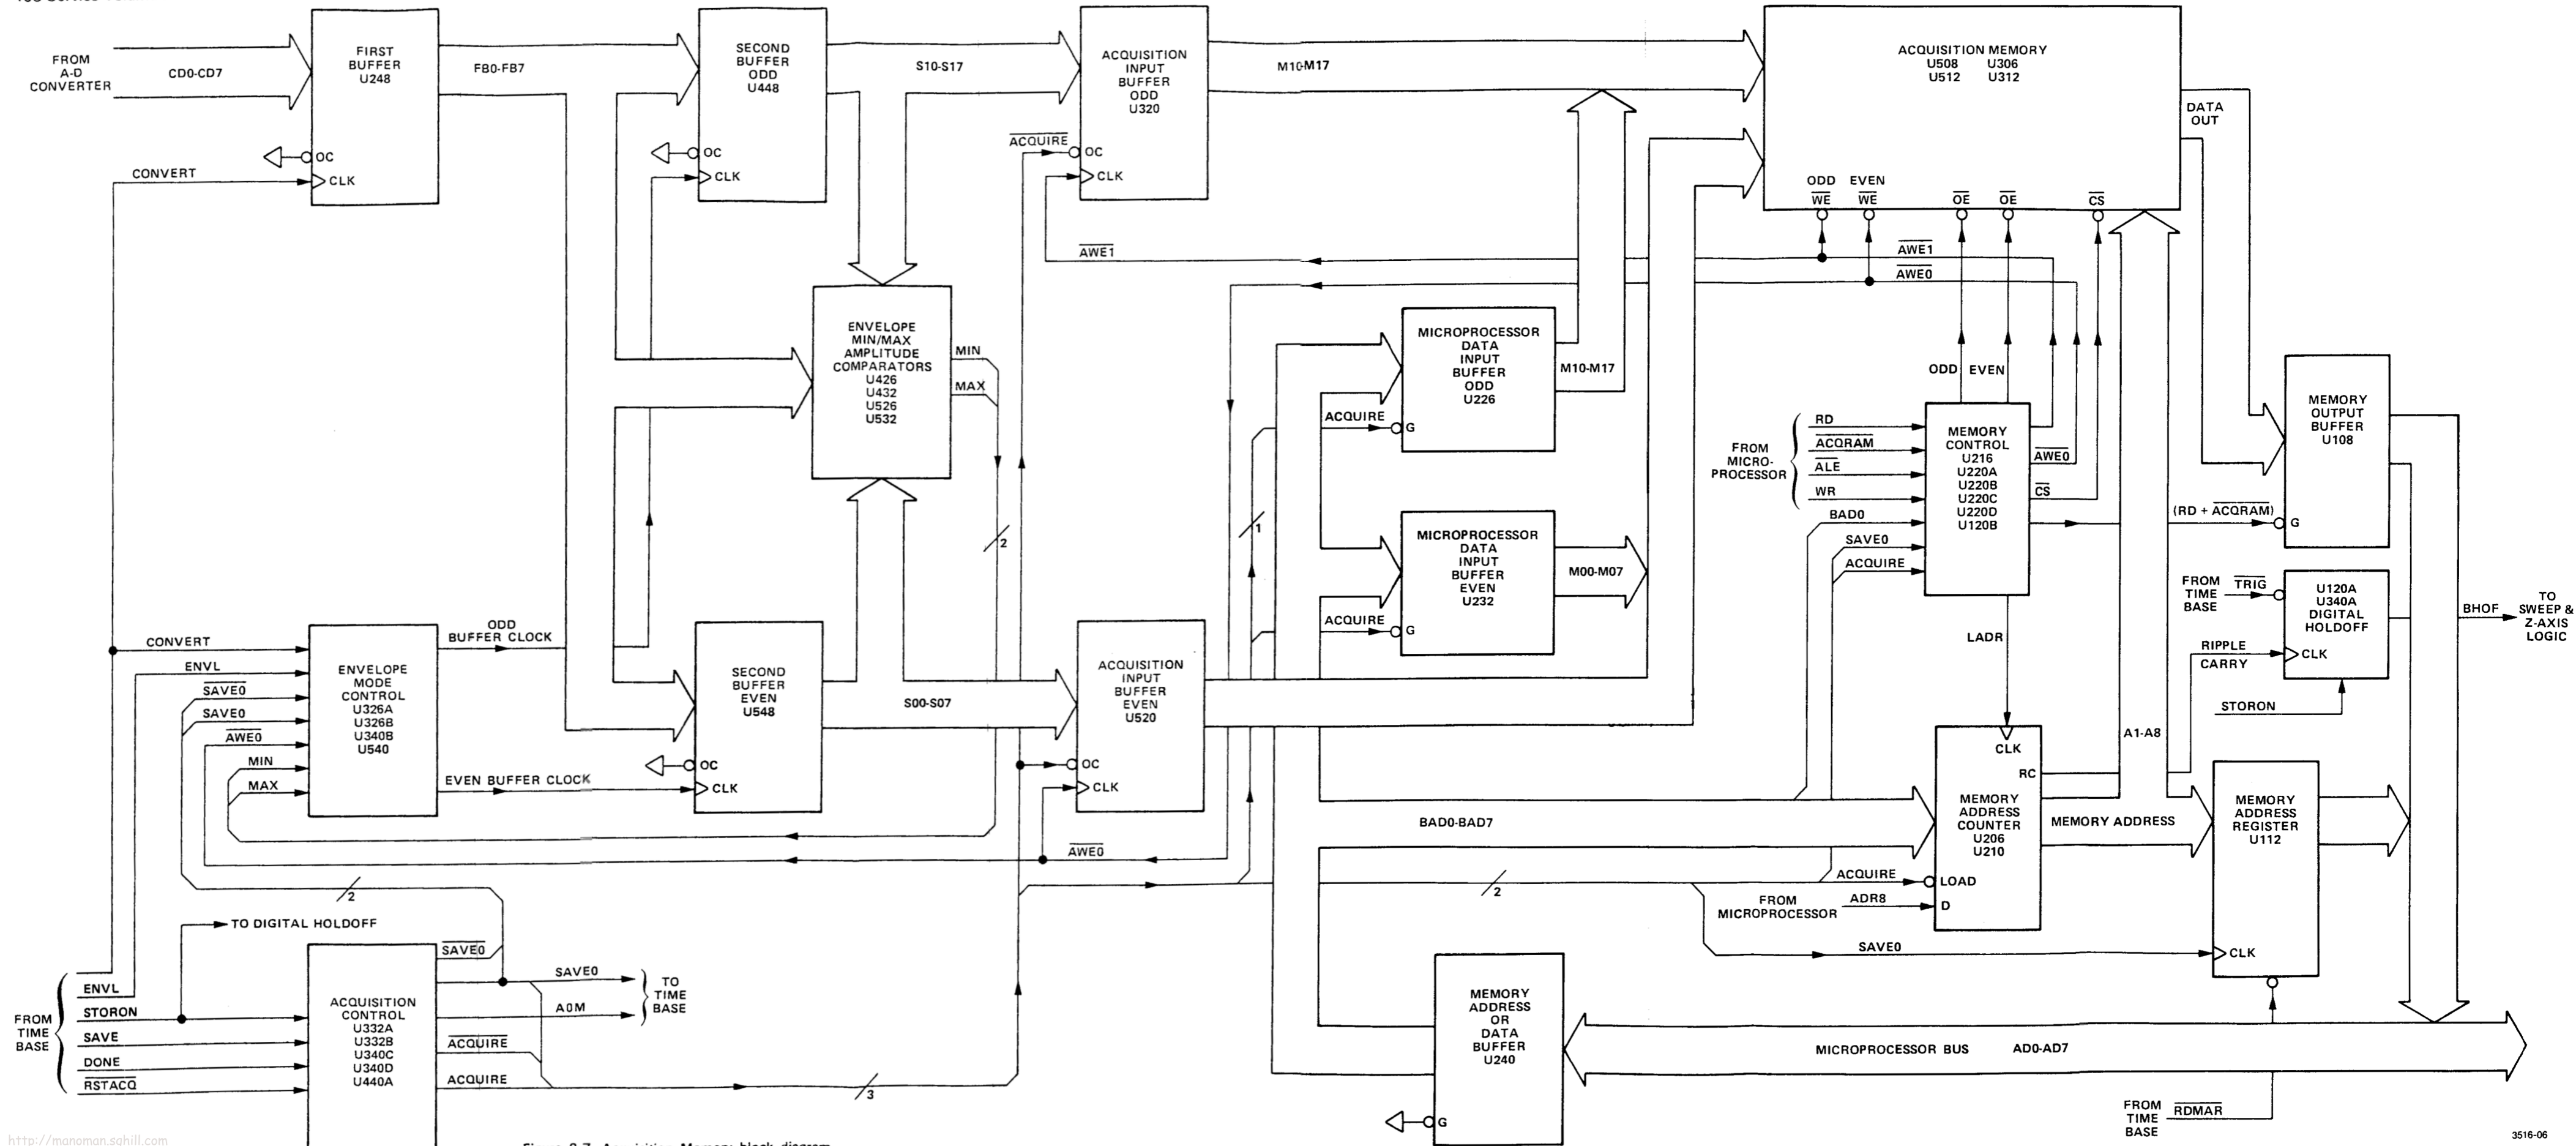 FROM
A-D
CONVERTER
CD0-CD7
FIRST
BUFFER
U248
OC
CLK
CONVERT
FB0-FB7
SECOND
BUFFER
ODD
U448
OC
CLK
S10-S17
ACQUISITION
INPUT
BUFFER
ODD
U320
ACQUIRE
OC
CLK
M10-M17
ACQUISITION MEMORY
U508 U306
U512 U312
ODD EVEN
WE WE OE OE CS
DATA
OUT
AWE1
AWE1
AWE0
ENVELOPE
MIN/MAX
AMPLITUDE
COMPARATORS
U426
U432
U526
U532
MIN
MAX
2
1
MICROPROCESSOR
DATA
INPUT
BUFFER
ODD
U226
ACQUIRE
G
M10-M17
MICROPROCESSOR
DATA
INPUT
BUFFER
EVEN
U232
ACQUIRE
G
M00-M07
ODD EVEN
FROM
MICRO-
PROCESSOR
RD
ACQRAM
ALE
WR
BAD0
SAVE0
ACQUIRE
MEMORY
CONTROL
U216
U220A
U220B
U220C
U220D
U120B
AWE0
CS
LADR
MEMORY
OUTPUT
BUFFER
U108
(RD + ACQRAM)
G
FROM
TIME
BASE
TRIG
U120A
U340A
DIGITAL
HOLDOFF
CLK
RIPPLE
CARRY
STORON
BHOF
TO
SWEEP &
Z-AXIS
LOGIC
CONVERT
ENVL
SAVE0
SAVE0
AWE0
MIN
MAX
ENVELOPE
MODE
CONTROL
U326A
U326B
U340B
U540
ODD
BUFFER CLOCK
EVEN BUFFER CLOCK
SECOND
BUFFER
EVEN
U548
OC
CLK
S00-S07
ACQUISITION
INPUT
BUFFER
EVEN
U520
OC
CLK
AWE0
BAD0-BAD7
CLK
RC
MEMORY
ADDRESS
COUNTER
U206
U210
LOAD
D
ACQUIRE
FROM
MICROPROCESSOR
ADR8
A1-A8
MEMORY ADDRESS
MEMORY
ADDRESS
REGISTER
U112
CLK
SAVE0
2
2
TO DIGITAL HOLDOFF
FROM
TIME
BASE
ENVL
STORON
SAVE
DONE
RSTACQ
ACQUISITION
CONTROL
U332A
U332B
U340C
U340D
U440A
SAVE0
SAVE0
A0M
TO
TIME
BASE
ACQUIRE
ACQUIRE
3
MEMORY
ADDRESS
OR
DATA
BUFFER
U240
G
MICROPROCESSOR BUS AD0-AD7
FROM
TIME
BASE
RDMAR
3516-06
http://manoman.sqhill.com